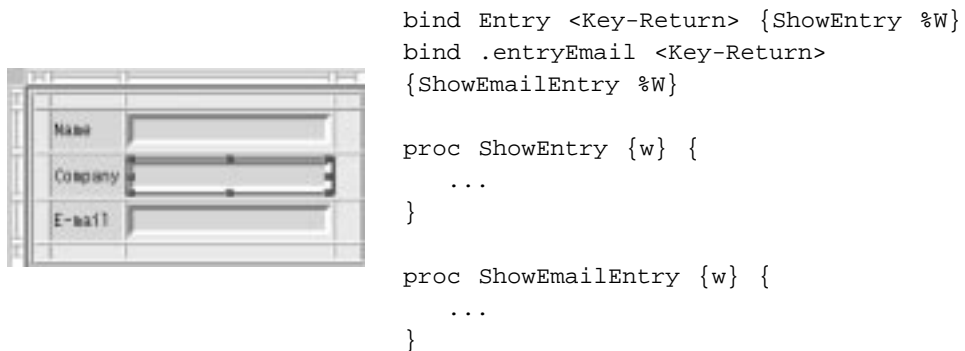 Name
Company
E-mail
bind Entry <Key-Return> {ShowEntry %W}
bind .entryEmail <Key-Return>
{ShowEmailEntry %W}
proc ShowEntry {w} {
...
}
proc ShowEmailEntry {w} {
...
}